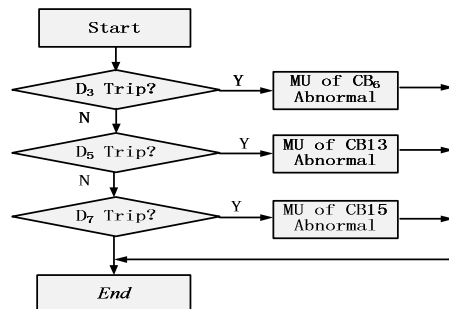 Start
D₃ Trip?
Y
MU of CB₆
Abnormal
N
D₅ Trip?
Y
MU of CB13
Abnormal
N
D₇ Trip?
Y
MU of CB15
Abnormal
End